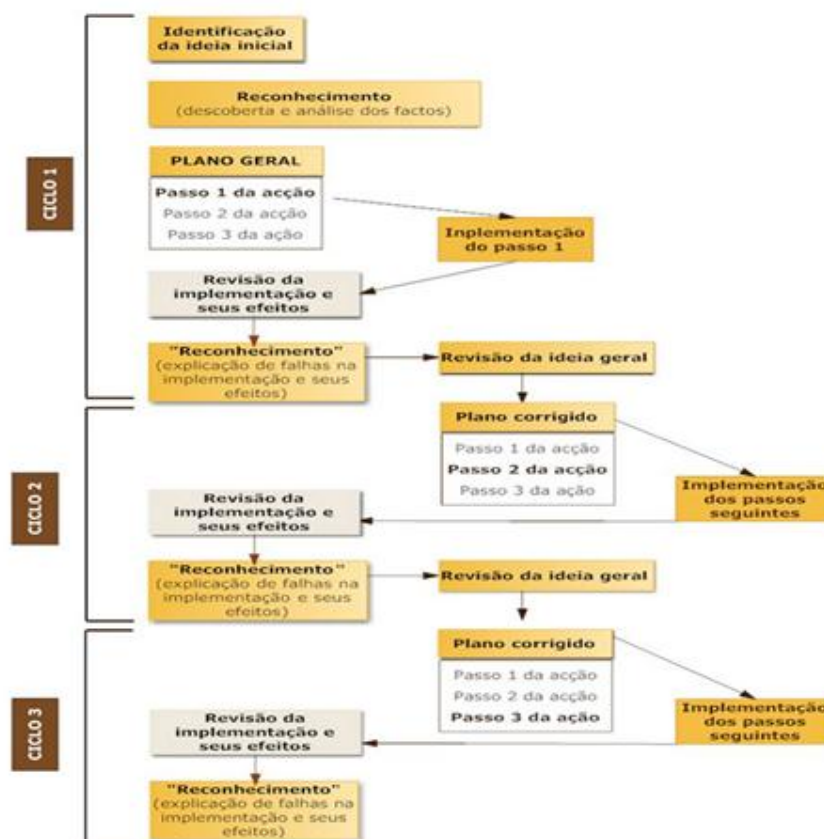 Identificação
da ideia inicial
Reconhecimento
(descoberta e análise dos factos)
CICLO 1
PLANO GERAL
Passo 1 da acção
Passo 2 da acção
Passo 3 da ação
Inplementação
do passo 1
Revisão da
implementação e
seus efeitos
"Reconhecimento"
(explicação de falhas na
implementação e seus
efeitos)
Revisão da ideia geral
CICLO 2
Plano corrigido
Passo 1 da acção
Passo 2 da acção
Passo 3 da ação
Implementação
dos passos
seguintes
Revisão da
implementação e
seus efeitos
"Reconhecimento"
(explicação de falhas na
implementação e seus
efeitos)
Revisão da ideia geral
CICLO 3
Plano corrigido
Passo 1 da acção
Passo 2 da acção
Passo 3 da ação
Implementação
dos passos
seguintes
Revisão da
implementação e
seus efeitos
"Reconhecimento"
(explicação de falhas na
implementação e seus
efeitos)